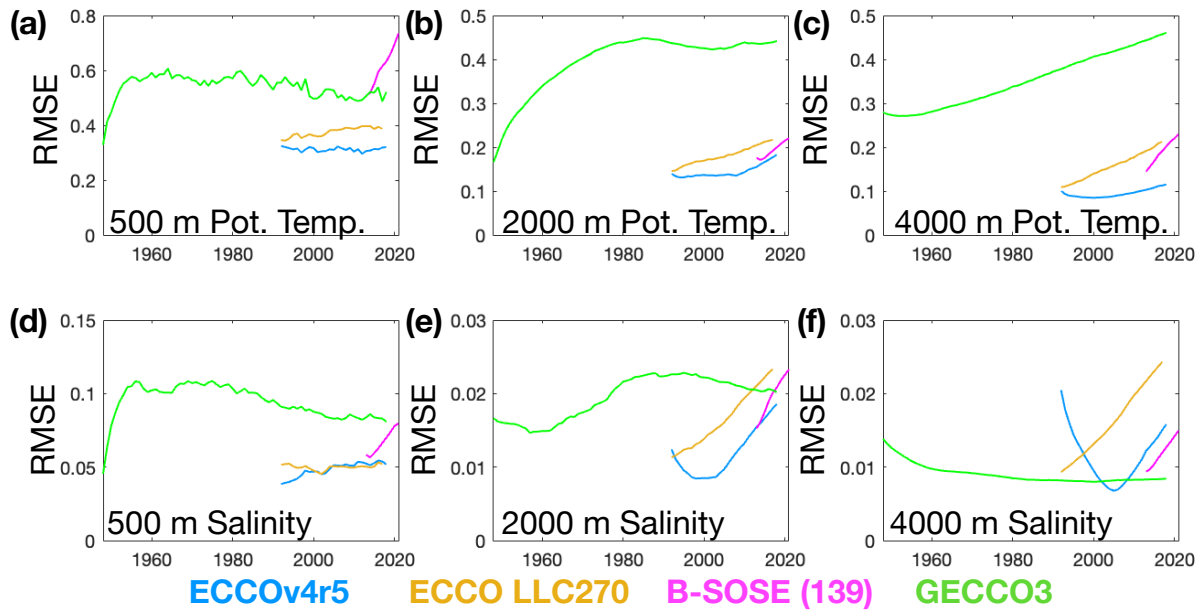 (a)
0.8
0.6
0.4
0.2
0
RMSE
500 m Pot. Temp.
1960
1980
2000
2020
(b)
0.5
0.4
0.3
0.2
0.1
0
RMSE
2000 m Pot. Temp.
1960
1980
2000
2020
(c)
0.5
0.4
0.3
0.2
0.1
0
RMSE
4000 m Pot. Temp.
1960
1980
2000
2020
(d)
0.15
0.1
0.05
0
RMSE
500 m Salinity
1960
1980
2000
2020
(e)
0.03
0.02
0.01
0
RMSE
2000 m Salinity
1960
1980
2000
2020
(f)
0.03
0.02
0.01
0
RMSE
4000 m Salinity
1960
1980
2000
2020
ECCOv4r5 ECCO LLC270 B-SOSE (139) GECCO3